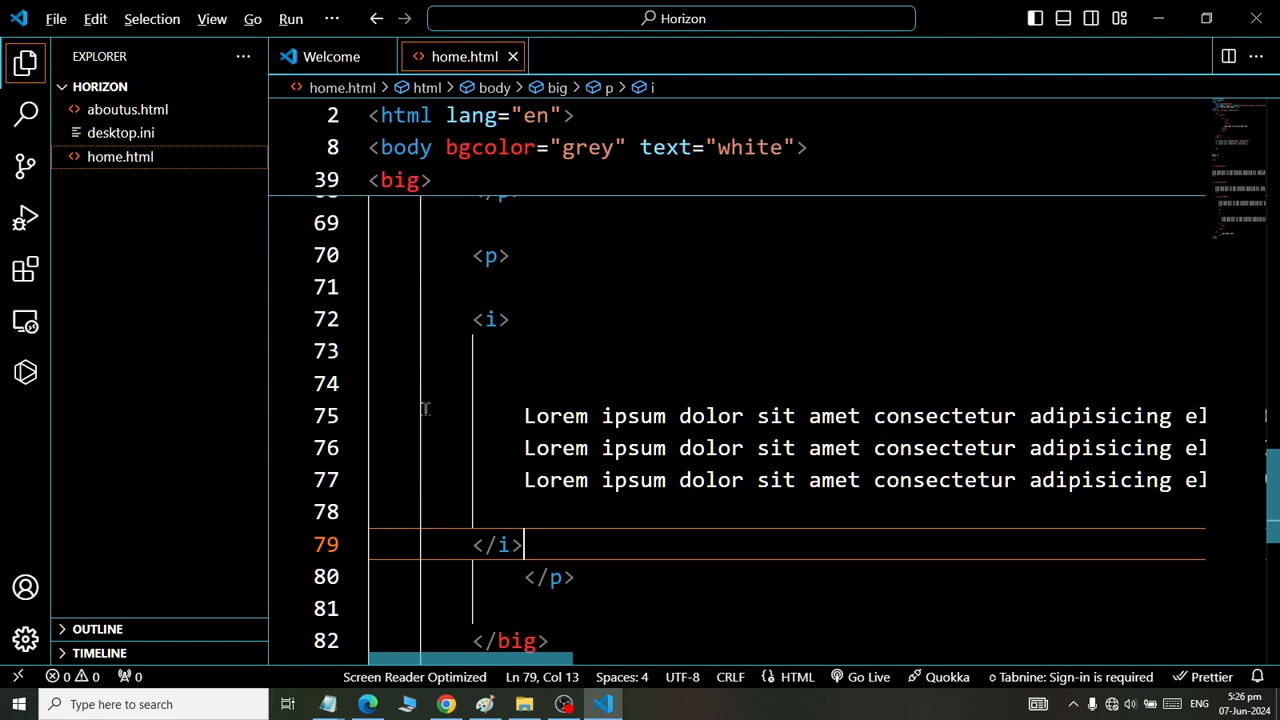 File Edit Selection View Go Run ··· Horizon
EXPLORER ···
HORIZON
aboutus.html
desktop.ini
home.html
OUTLINE
TIMELINE
Welcome home.html
home.html > html > body > big > p > i
2 <html lang="en">
8 <body bgcolor="grey" text="white">
39 <big>
69
70 <p>
71
72 <i>
73
74
75 Lorem ipsum dolor sit amet consectetur adipisicing el
76 Lorem ipsum dolor sit amet consectetur adipisicing el
77 Lorem ipsum dolor sit amet consectetur adipisicing el
78
79 </i>
80 </p>
81
82 </big>
0 0 0 Screen Reader Optimized Ln 79, Col 13 Spaces: 4 UTF-8 CRLF HTML Go Live Quokka Tabnine: Sign-in is required Prettier
Type here to search ENG 5:26 pm
07-Jun-2024